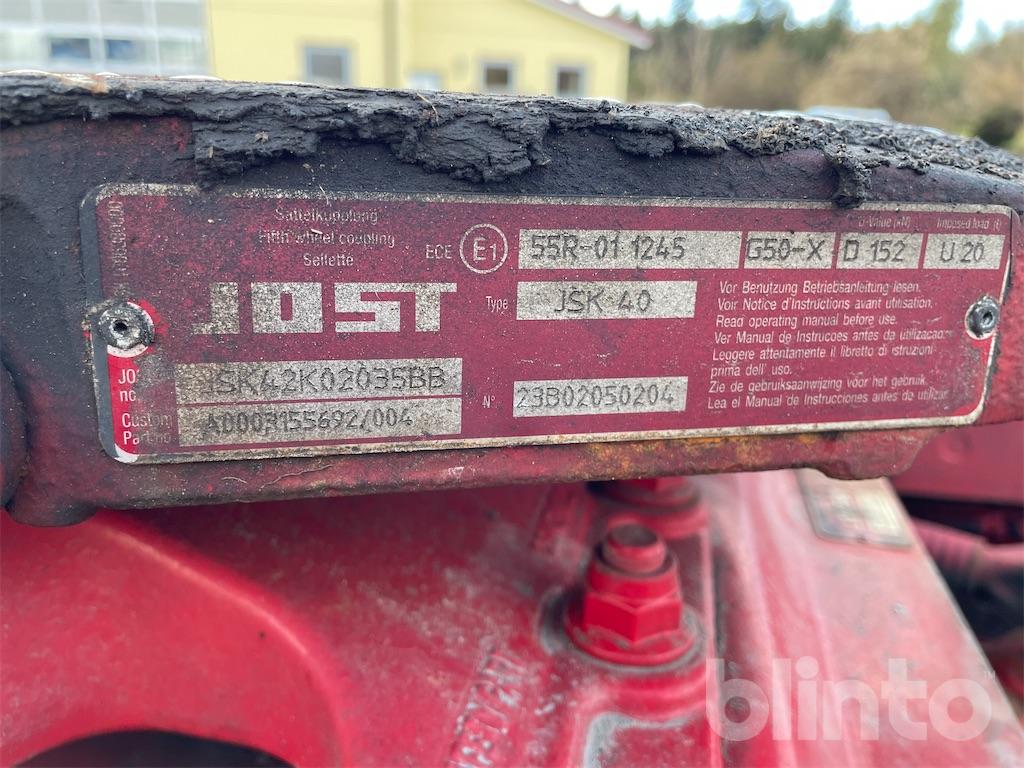 Sattelkupplung
Fifth wheel coupling
Sellette
ECE E1 55R-01 1245 G50-X D 152 U 20
D-Value (kN) Imposed load (t)
JOST
Type JSK 40
JSK42K02035BB
N° 23B02050204
Part-no A0003155692/004
Vor Benutzung Betriebsanleitung lesen.
Voir Notice d'Instructions avant utilisation.
Read operating manual before use.
Ver Manual de Instrucoes antes da utilizacao.
Leggere attentamente il libretto di istruzioni
prima dell' uso.
Zie de gebruiksaanwijzing voor het gebruik.
Lea el Manual de Instrucciones antes de utilizar
blinto